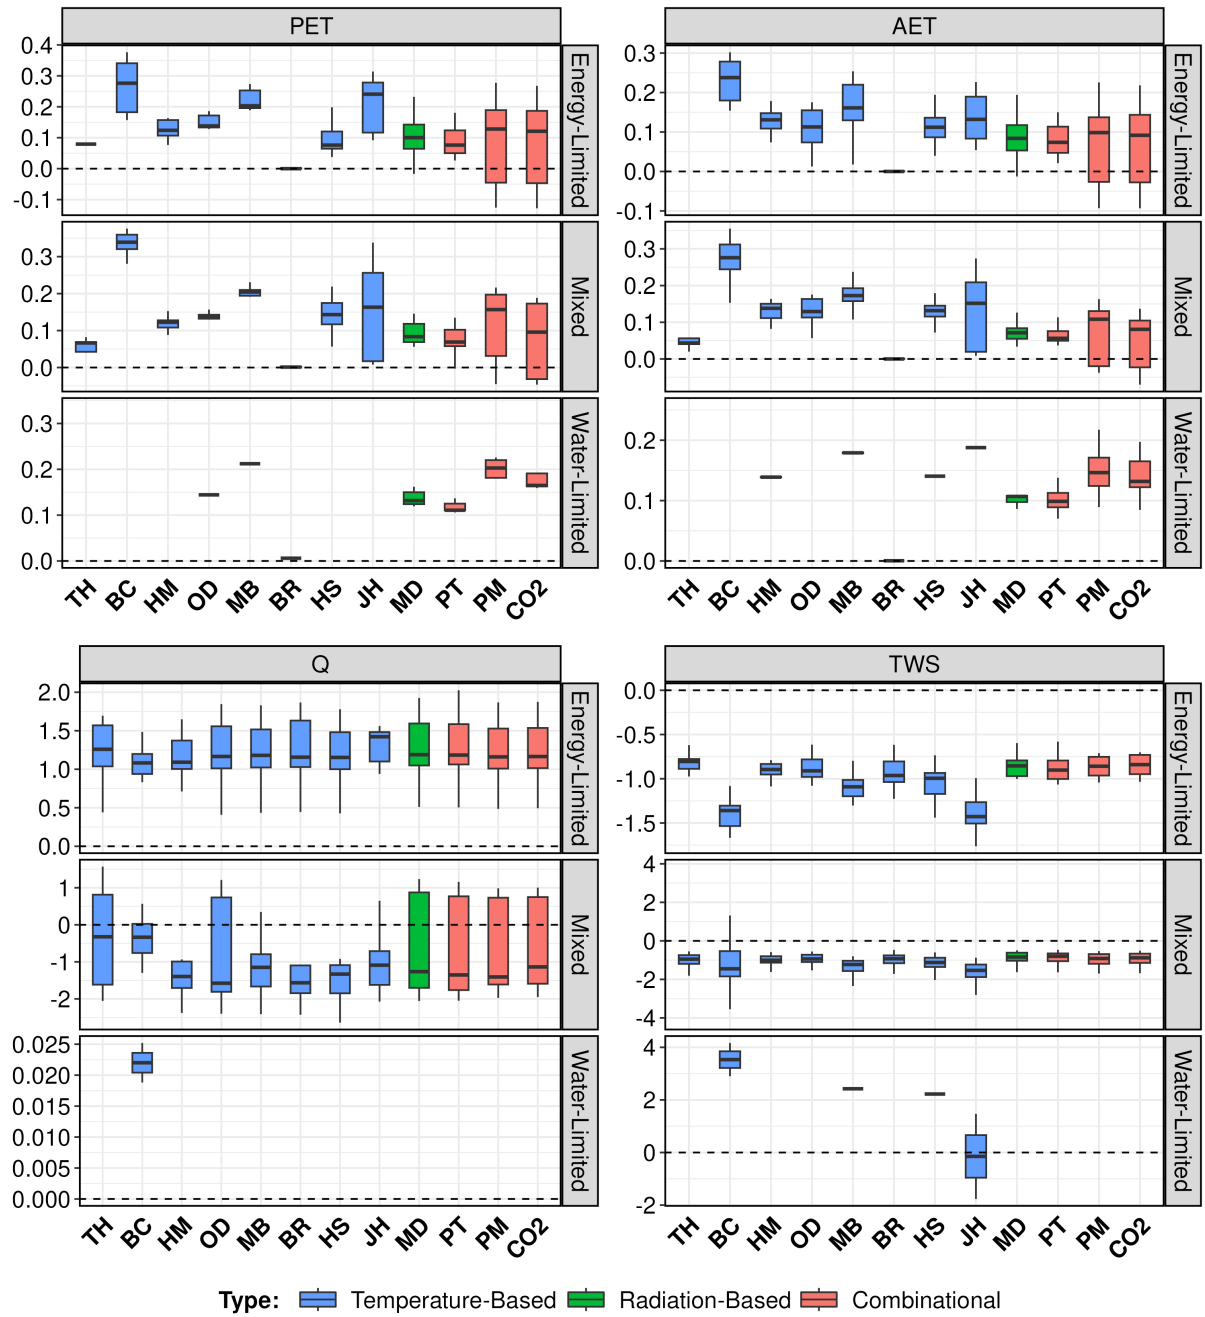 PET
0.4
0.3
0.2
0.1
0.0
-0.1
Energy-Limited
0.3
0.2
0.1
0.0
Mixed
0.3
0.2
0.1
0.0
Water-Limited
TH BC HM OD MB BR HS JH MD PT PM CO2
AET
0.3
0.2
0.1
0.0
-0.1
Energy-Limited
0.3
0.2
0.1
0.0
Mixed
0.2
0.1
0.0
Water-Limited
TH BC HM OD MB BR HS JH MD PT PM CO2
Q
2.0
1.5
1.0
0.5
0.0
Energy-Limited
1
0
-1
-2
Mixed
0.025
0.020
0.015
0.010
0.005
0.000
Water-Limited
TH BC HM OD MB BR HS JH MD PT PM CO2
TWS
0.0
-0.5
-1.0
-1.5
Energy-Limited
4
2
0
-2
-4
Mixed
4
2
0
-2
Water-Limited
TH BC HM OD MB BR HS JH MD PT PM CO2
Type: Temperature-Based Radiation-Based Combinational